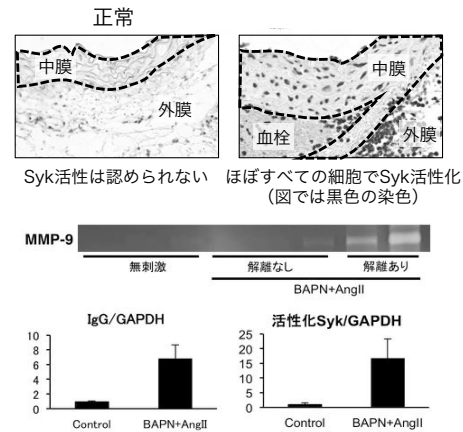 正常
中膜
外膜
中膜
血栓
外膜
Syk活性は認められない
ほぼすべての細胞でSyk活性化
（図では黒色の染色）
MMP-9
無刺激
解離なし
解離あり
BAPN+AngII
IgG/GAPDH
10
8
6
4
2
0
Control
BAPN+AngII
活性化Syk/GAPDH
25
20
15
10
5
0
Control
BAPN+AngII